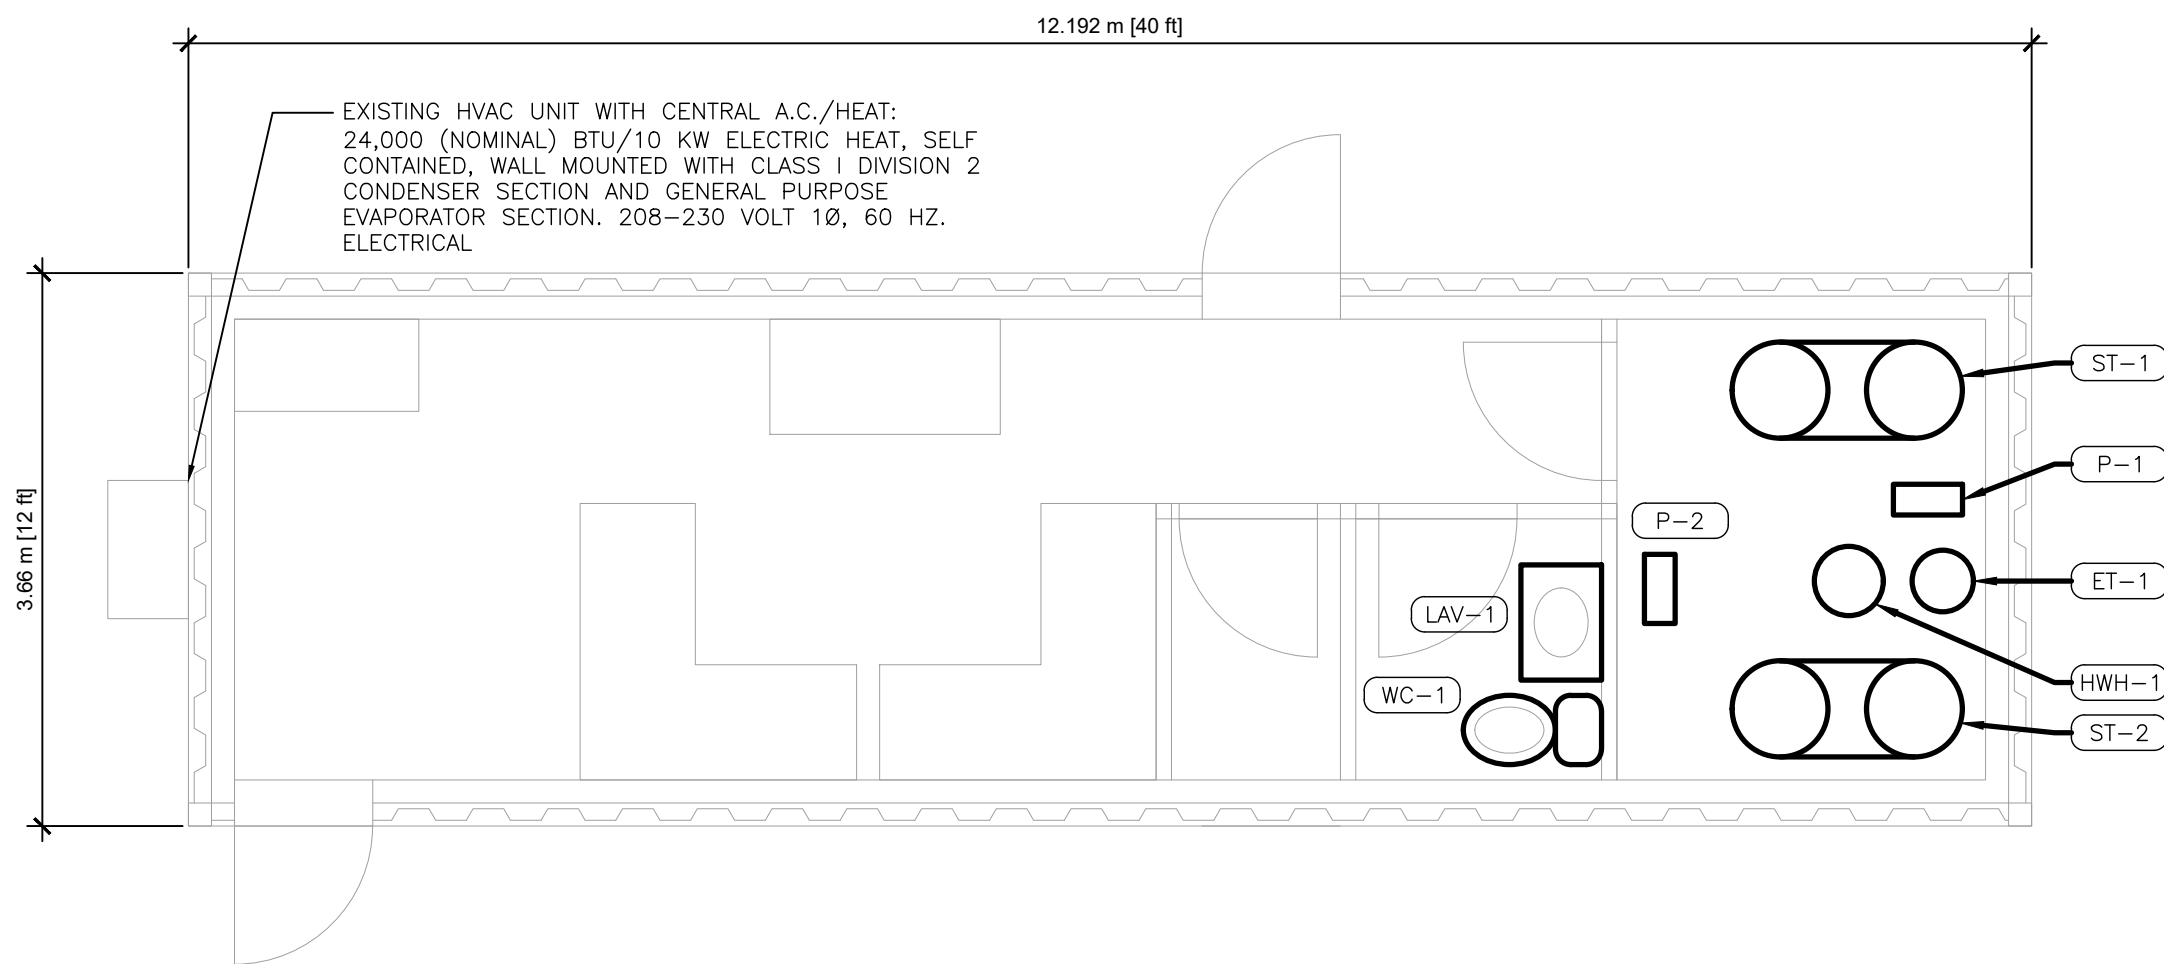 12.192 m [40 ft]
EXISTING HVAC UNIT WITH CENTRAL A.C./HEAT:
24,000 (NOMINAL) BTU/10 KW ELECTRIC HEAT, SELF
CONTAINED, WALL MOUNTED WITH CLASS I DIVISION 2
CONDENSER SECTION AND GENERAL PURPOSE
EVAPORATOR SECTION. 208-230 VOLT 1Ø, 60 HZ.
ELECTRICAL
3.66 m [12 ft]
ST-1
P-1
P-2
ET-1
LAV-1
HWH-1
WC-1
ST-2